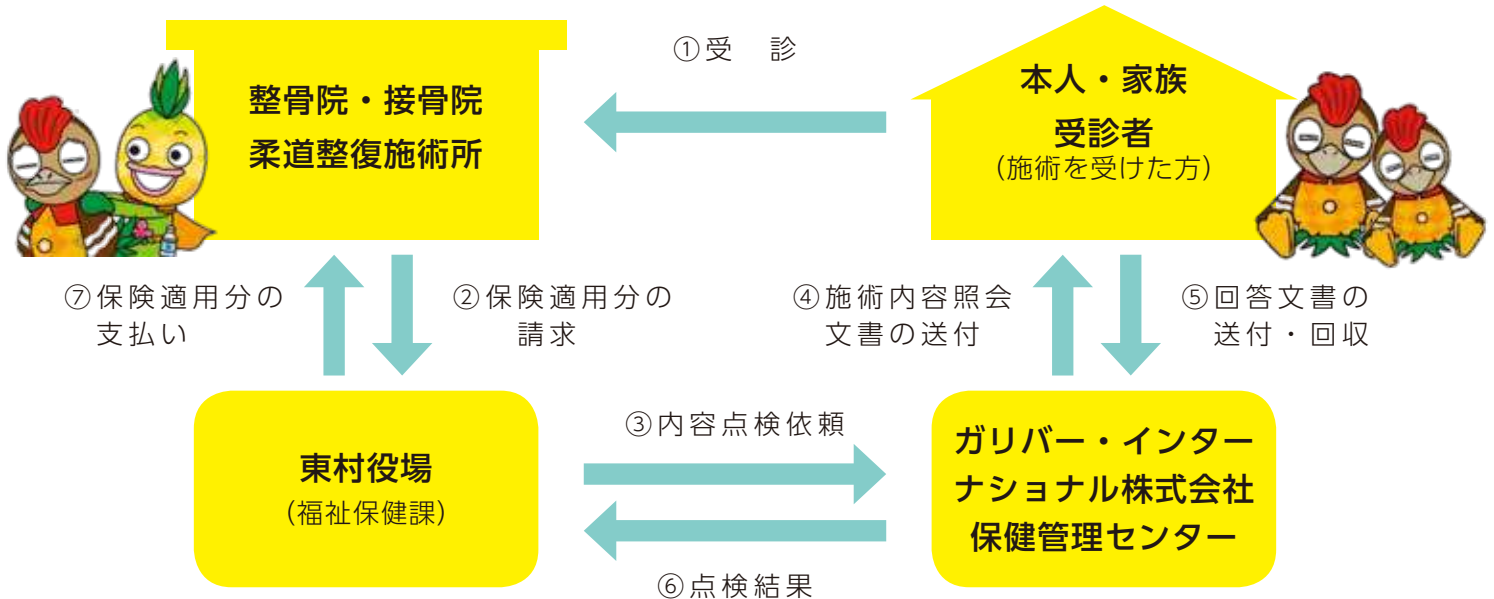 ①受　診
整骨院・接骨院
柔道整復施術所
本人・家族
受診者
（施術を受けた方）
⑦保険適用分の
支払い
②保険適用分の
請求
④施術内容照会
文書の送付
⑤回答文書の
送付・回収
東村役場
（福祉保健課）
③内容点検依頼
⑥点検結果
ガリバー・インター
ナショナル株式会社
保健管理センター